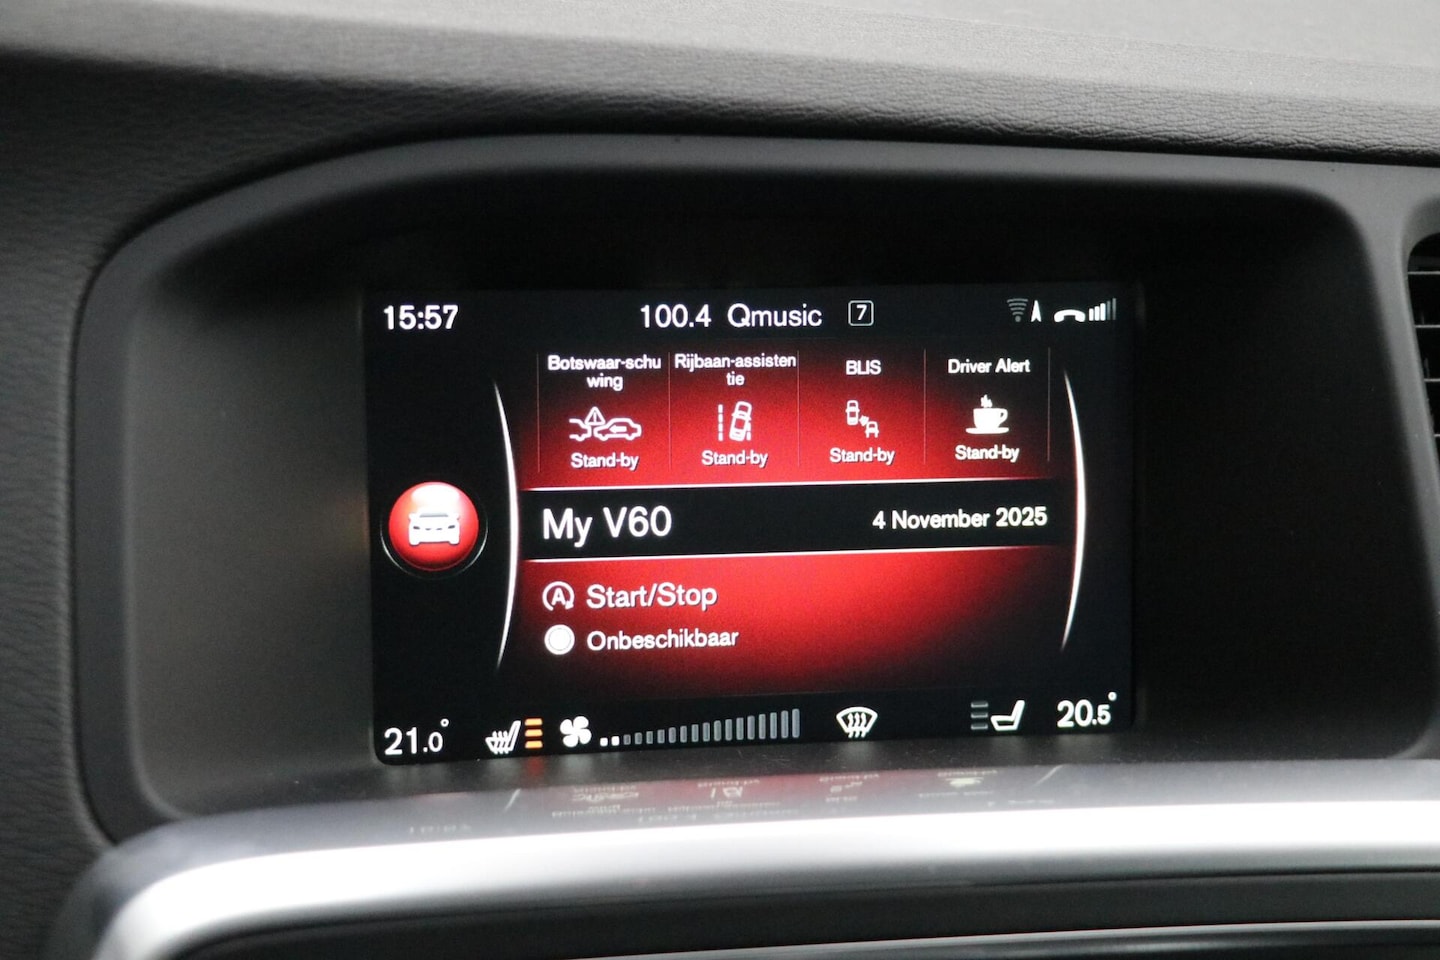 15:57
100.4 Qmusic 7
Botswaar-schu
wing
Stand-by
Rijbaan-assisten
tie
Stand-by
BLIS
Stand-by
Driver Alert
Stand-by
My V60
4 November 2025
A Start/Stop
Onbeschikbaar
21.0°
20.5°